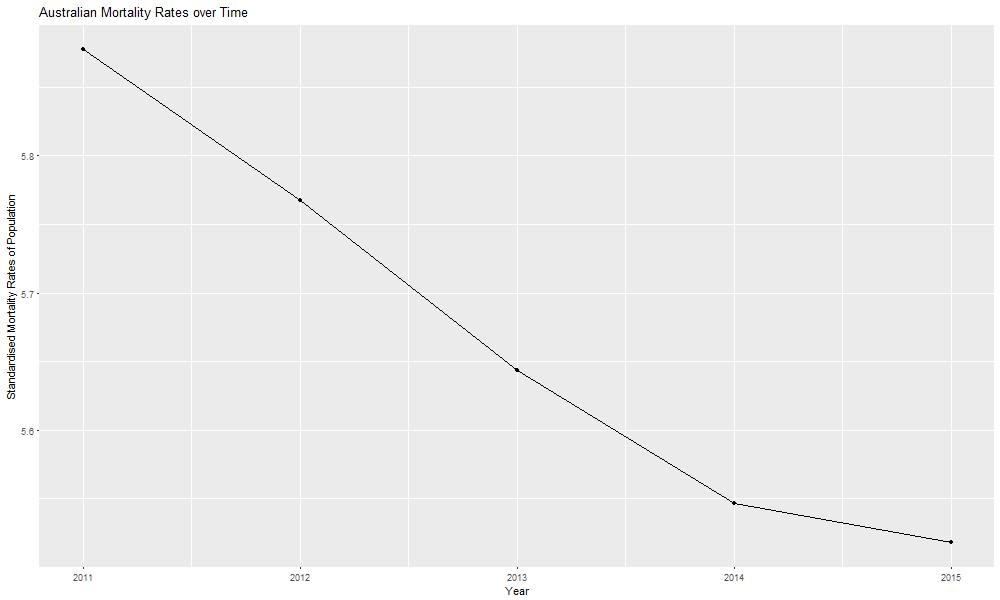 Australian Mortality Rates over Time
Standardised Mortality Rates of Population
5.8
5.7
5.6
2011 2012 2013 2014 2015
Year